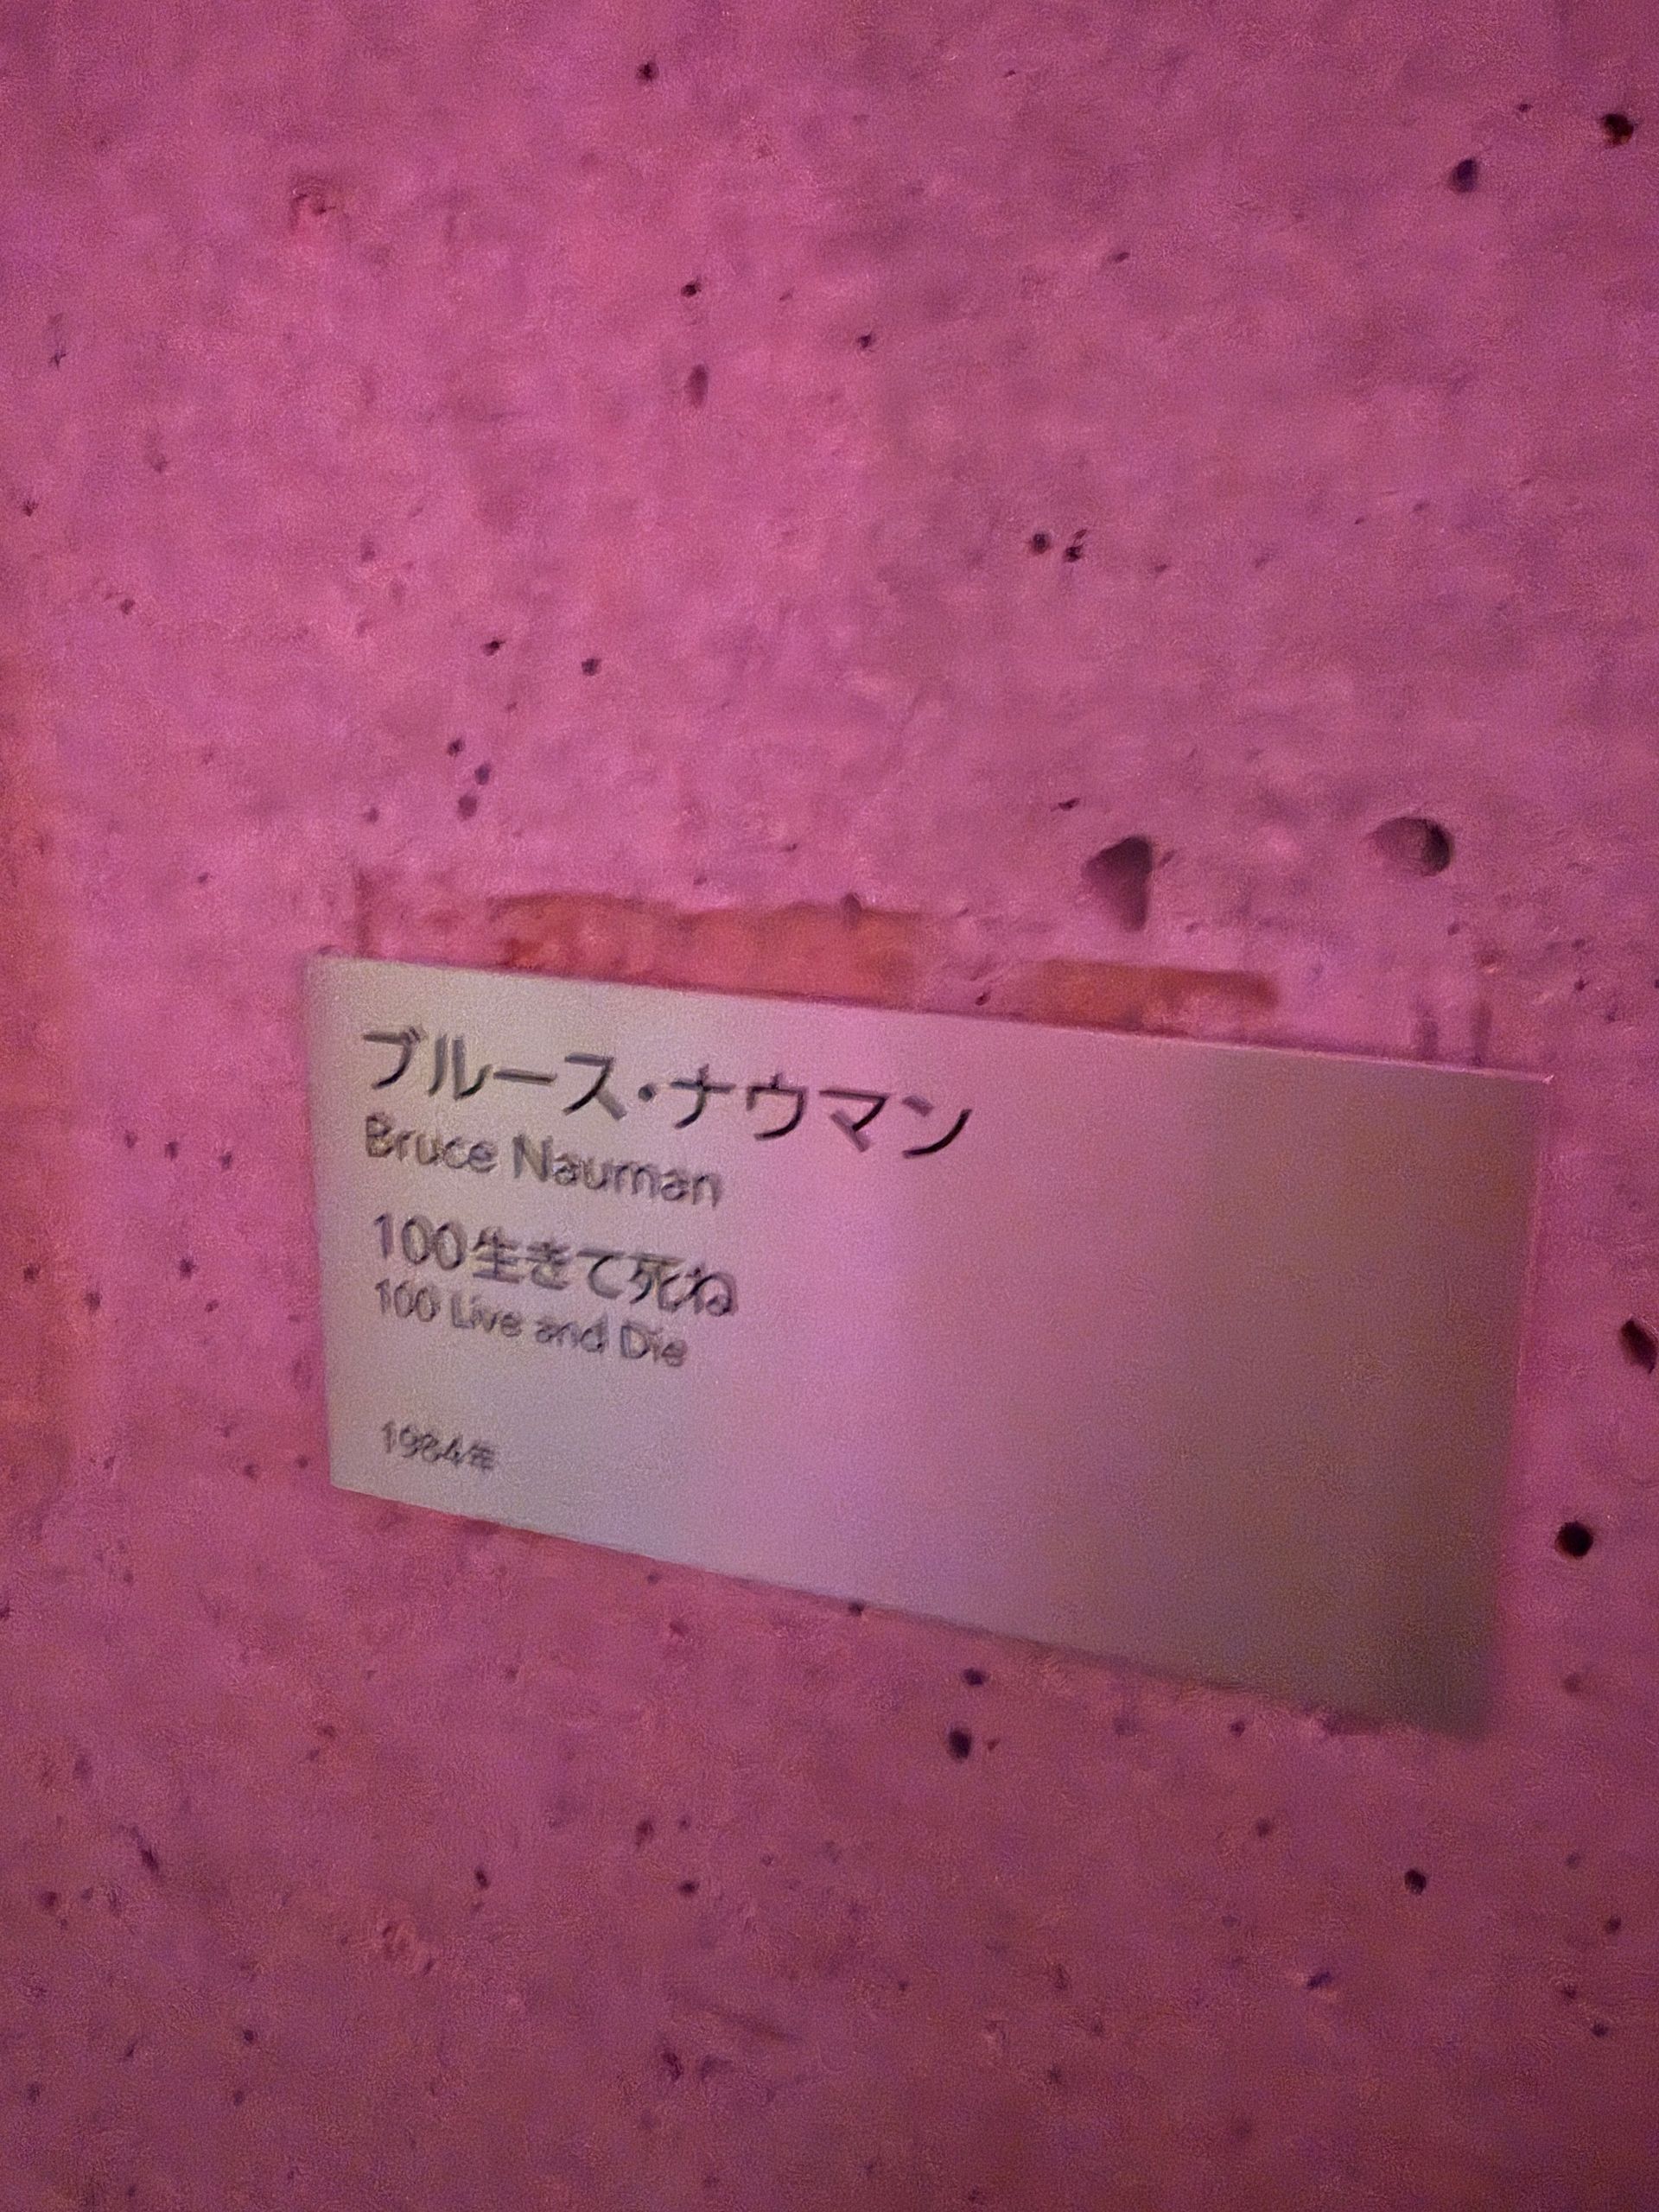 ブルース・ナウマン
Bruce Nauman
100生きて死ね
100 Live and Die
1984年